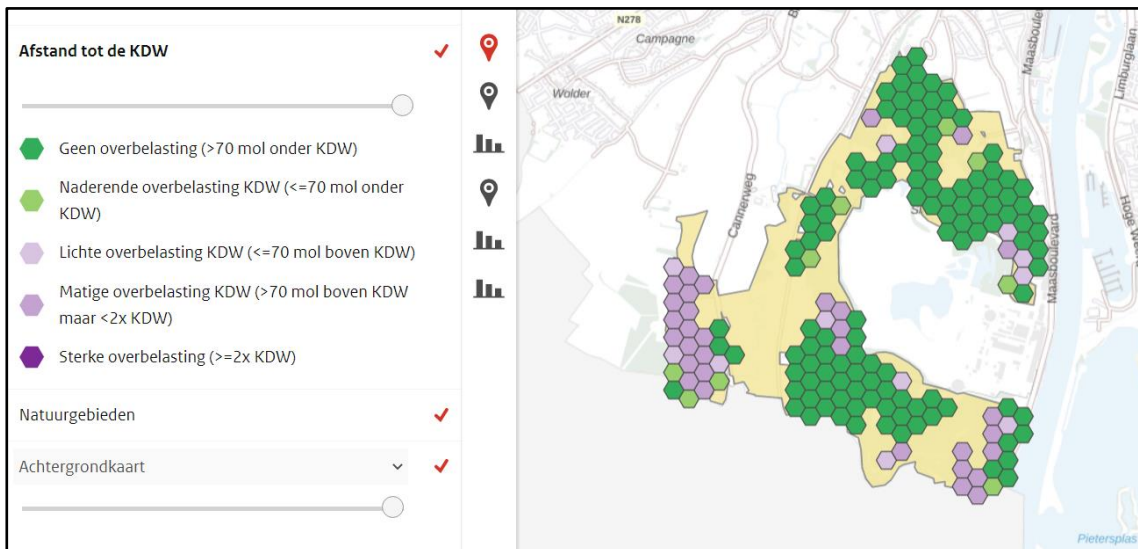 Afstand tot de KDW
Geen overbelasting (>70 mol onder KDW)
Naderende overbelasting KDW (<=70 mol onder
KDW)
Lichte overbelasting KDW (<=70 mol boven KDW)
Matige overbelasting KDW (>70 mol boven KDW
maar <2x KDW)
Sterke overbelasting (>=2x KDW)
Natuurgebieden
Achtergrondkaart
N278
Campagne
Wolder
Cannerweg
Maasboulevard
Limburglaan
Maasboulevard
Pietersplas